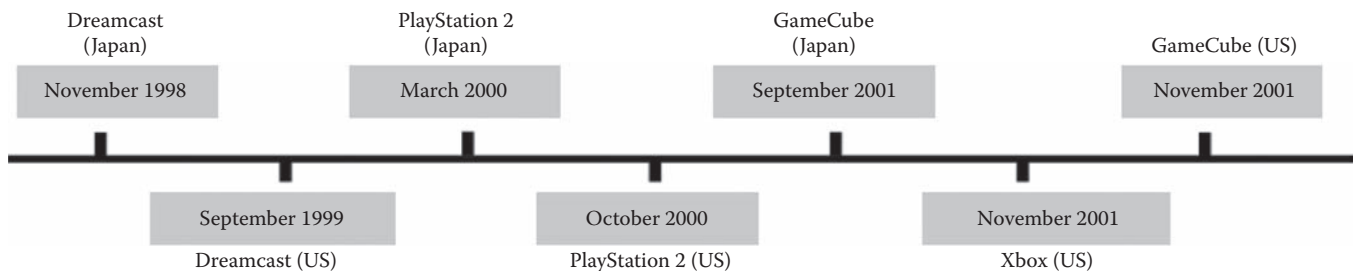 Dreamcast
(Japan)
November 1998
September 1999
Dreamcast (US)
PlayStation 2
(Japan)
March 2000
October 2000
PlayStation 2 (US)
GameCube
(Japan)
September 2001
November 2001
Xbox (US)
GameCube (US)
November 2001